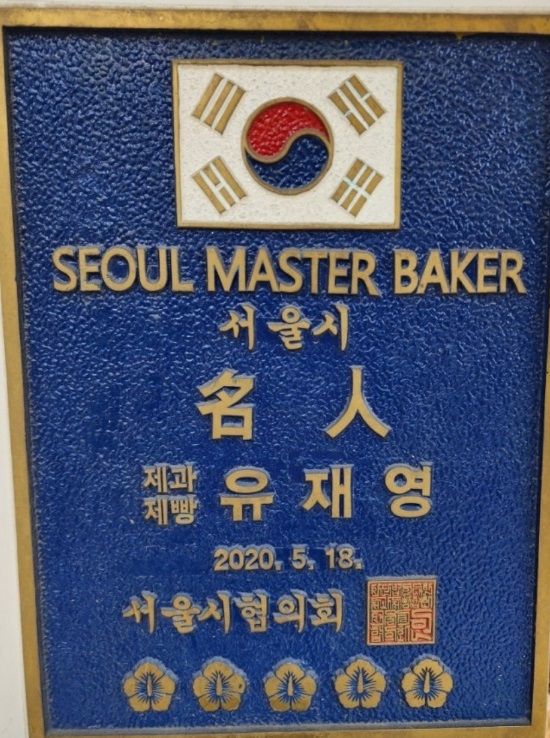 SEOUL MASTER BAKER
서울시
名人
제과
제빵 유재영
2020. 5. 18.
서울시협의회